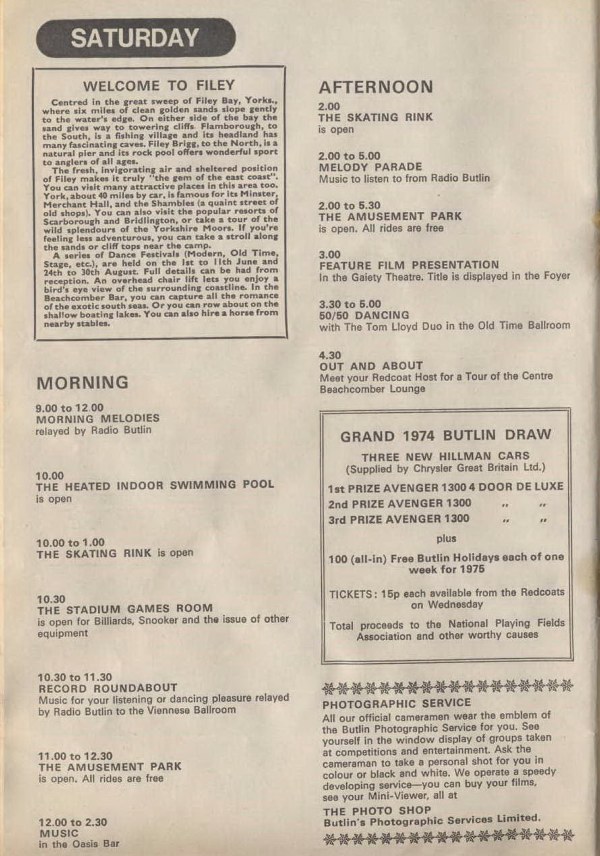 SATURDAY
WELCOME TO FILEY
Centred in the great sweep of Filey Bay, Yorks.,
where six miles of clean golden sands slope gently
to the water's edge. On either side of the bay the
sand gives way to towering cliffs. Flamborough, to
the South, is a fishing village and its headland has
many fascinating caves. Filey Brigg, to the North, is a
natural pier and its rock pool offers wonderful sport
to anglers of all ages.
The fresh, invigorating air and sheltered position
of Filey makes it truly "the gem of the east coast".
You can visit many attractive places in this area too.
York, about 40 miles by car, is famous for its Minster,
Merchant Hall, and the Shambles (a quaint street of
old shops). You can also visit the popular resorts of
Scarborough and Bridlington, or take a tour of the
wild splendours of the Yorkshire Moors. If you're
feeling less adventurous, you can take a stroll along
the sands or cliff tops near the camp.
A series of Dance Festivals (Modern, Old Time,
Stage, etc.), are held on the 1st to 11th June and
24th to 30th August. Full details can be had from
reception. An overhead chair lift lets you enjoy a
bird's eye view of the surrounding coastline. In the
Beachcomber Bar, you can capture all the romance
of the exotic south seas. Or you can row about on the
shallow boating lakes. You can also hire a horse from
nearby stables.
MORNING
9.00 to 12 00
MORNING MELODIES
relayed by Radio Butlin
10.00
THE HEATED INDOOR SWIMMING POOL
is open
10.00 to 1.00
THE SKATING RINK is open
10.30
THE STADIUM GAMES ROOM
is open for Billiards, Snooker and the issue of other
equipment
10.30 to 11.30
RECORD ROUNDABOUT
Music for your listening or dancing pleasure relayed
by Radio Butlin to the Viennese Ballroom
11.00 to 12.30
THE AMUSEMENT PARK
is open. All rides are free
12.00 to 2.30
MUSIC
in the Oasis Bar
AFTERNOON
2.00
THE SKATING RINK
is open
2.00 to 5.00
MELODY PARADE
Music to listen to from Radio Butlin
2.00 to 5.30
THE AMUSEMENT PARK
is open. All rides are free
3.00
FEATURE FILM PRESENTATION
In the Gaiety Theatre. Title is displayed in the Foyer
3.30 to 5.00
50/50 DANCING
with The Tom Lloyd Duo in the Old Time Ballroom
4.30
OUT AND ABOUT
Meet your Redcoat Host for a Tour of the Centre
Beachcomber Lounge
GRAND 1974 BUTLIN DRAW
THREE NEW HILLMAN CARS
(Supplied by Chrysler Great Britain Ltd.)
1st PRIZE AVENGER 1300 4 DOOR DE LUXE
2nd PRIZE AVENGER 1300 " "
3rd PRIZE AVENGER 1300 " "
plus
100 (all-in) Free Butlin Holidays each of one
week for 1975
TICKETS: 15p each available from the Redcoats
on Wednesday
Total proceeds to the National Playing Fields
Association and other worthy causes
PHOTOGRAPHIC SERVICE
All our official cameramen wear the emblem of
the Butlin Photographic Service for you. See
yourself in the window display of groups taken
at competitions and entertainment. Ask the
cameraman to take a personal shot for you in
colour or black and white. We operate a speedy
developing service—you can buy your films,
see your Mini-Viewer, all at
THE PHOTO SHOP
Butlin's Photographic Services Limited.